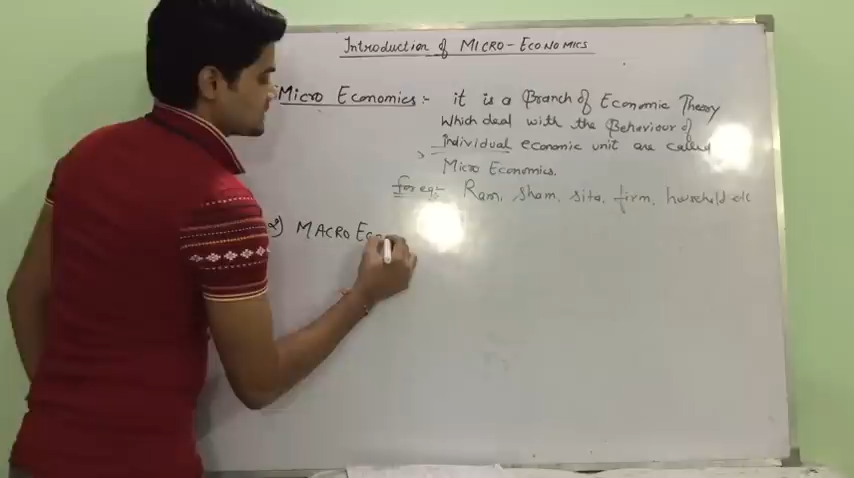 Introduction of MICRO-ECONOMICS
Micro Economics:- it is a Branch of Economic Theory
Which deal with the Behaviour of
individual economic unit are called
Micro Economics.
for eg:- Ram, Sham, sita, firm, household etc
2) MACRO Eco